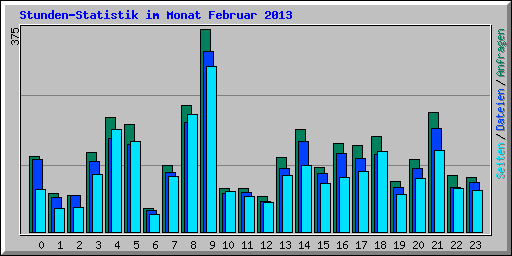 Stunden-Statistik im Monat Februar 2013
375
Seiten / Dateien / Anfragen
0 1 2 3 4 5 6 7 8 9 10 11 12 13 14 15 16 17 18 19 20 21 22 23